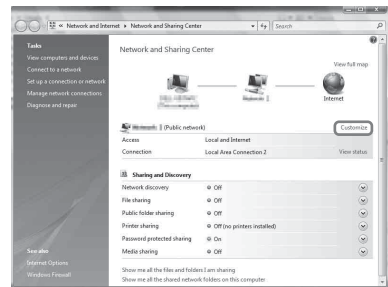 « Network and Internet ▸ Network and Sharing Center
Search
Tasks
View computers and devices
Connect to a network
Set up a connection or network
Manage network connections
Diagnose and repair
See also
Internet Options
Windows Firewall
Network and Sharing Center
View full map
Internet
(Public network)
Customize
Access
Local and Internet
Connection
Local Area Connection 2
View status
Sharing and Discovery
Network discovery
Off
File sharing
Off
Public folder sharing
Off
Printer sharing
Off (no printers installed)
Password protected sharing
On
Media sharing
Off
Show me all the files and folders I am sharing
Show me all the shared network folders on this computer